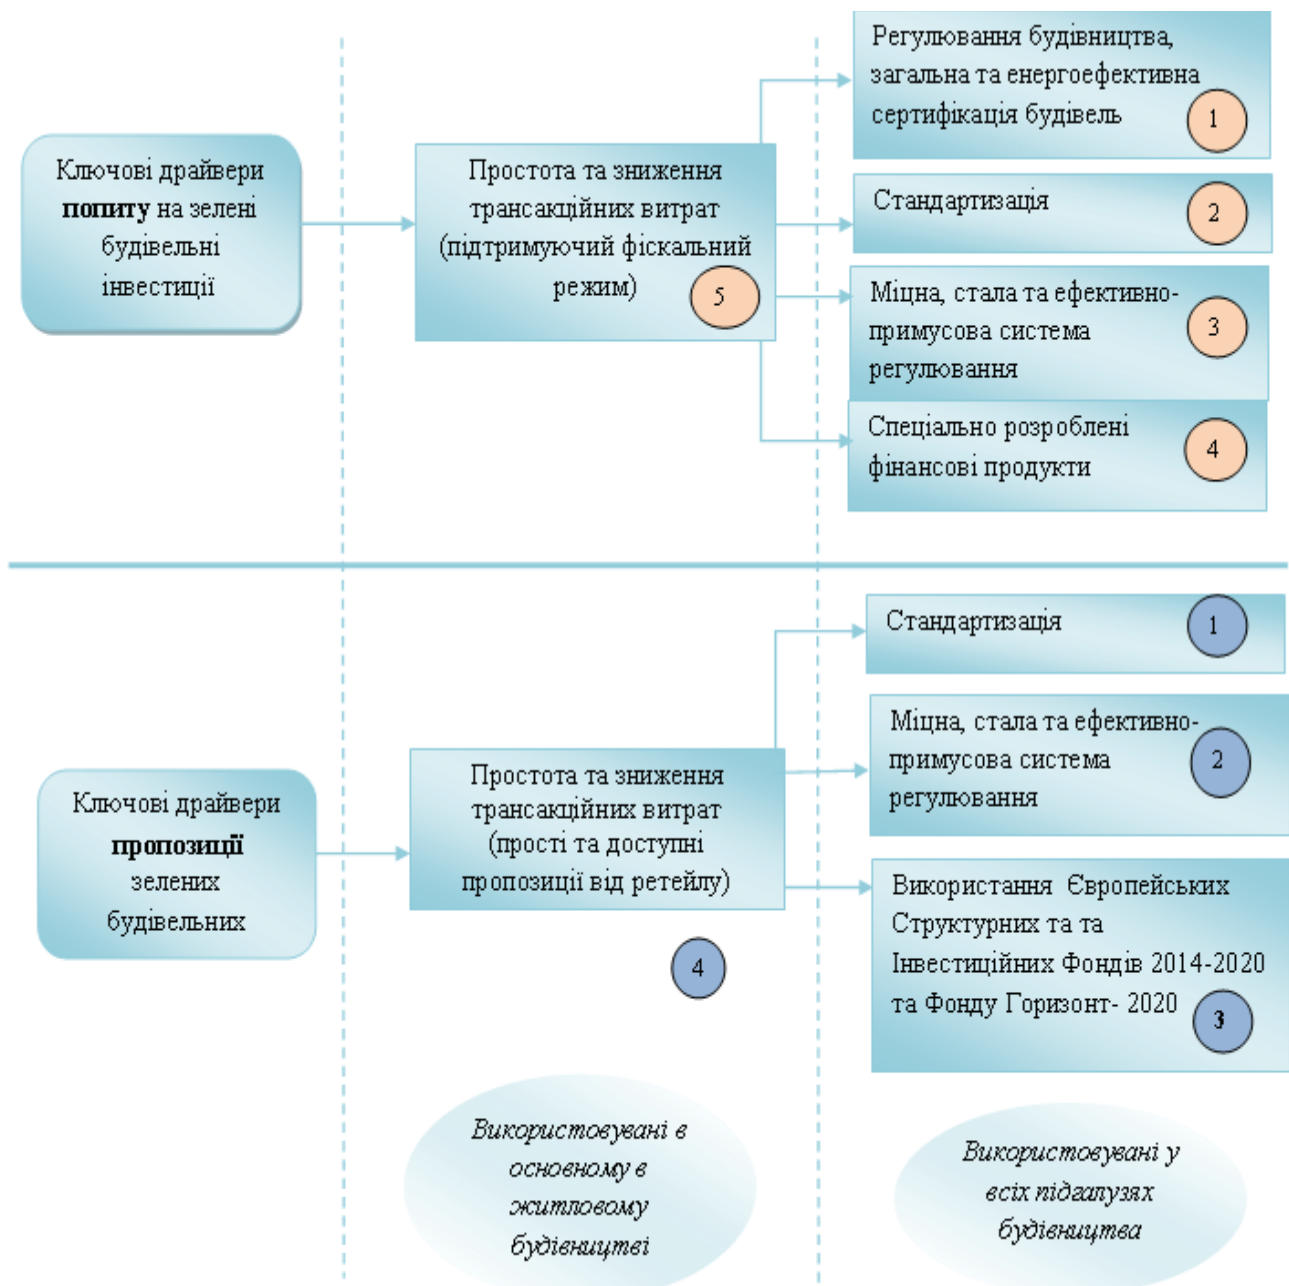 Регулювання будівництва,
загальна та енергоефективна
сертифікація будівель
1
Ключові драйвери
попиту на зелені
будівельні
інвестиції
Простота та зниження
трансакційних витрат
(підтримуючий фіскальний
режим)
5
Стандартизація
2
Міцна, стала та ефективно-
примусова система
регулювання
3
Спеціально розроблені
фінансові продукти
4
Стандартизація
1
Міцна, стала та ефективно-
примусова система
регулювання
2
Ключові драйвери
пропозиції
зелених
будівельних
Простота та зниження
трансакційних витрат
(прості та доступні
пропозиції від ретейлу)
4
Використання Європейських
Структурних та та
Інвестиційних Фондів 2014-2020
та Фонду Горизонт- 2020
3
Використовувані в
основному в
житловому
будівництві
Використовувані у
всіх підгалузях
будівництва